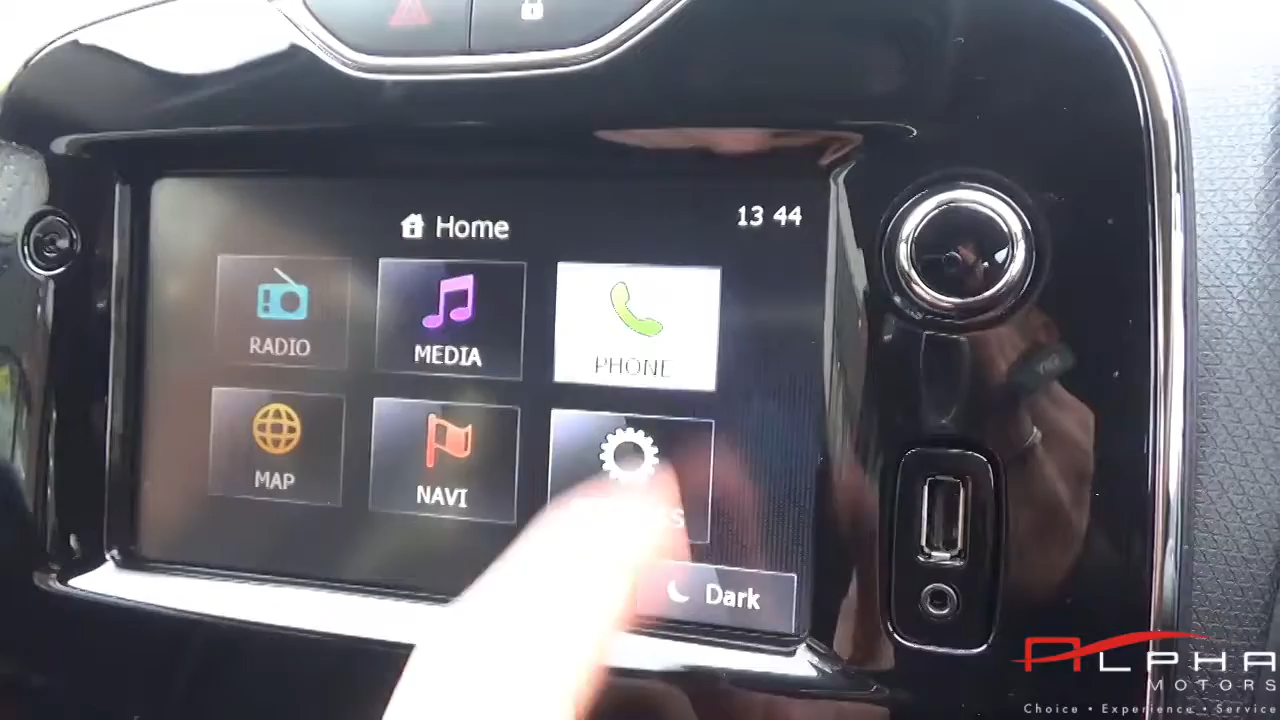 Home
13 44
RADIO
MEDIA
PHONE
MAP
NAVI
Dark
ALPHA
MOTORS
Choice • Experience • Service